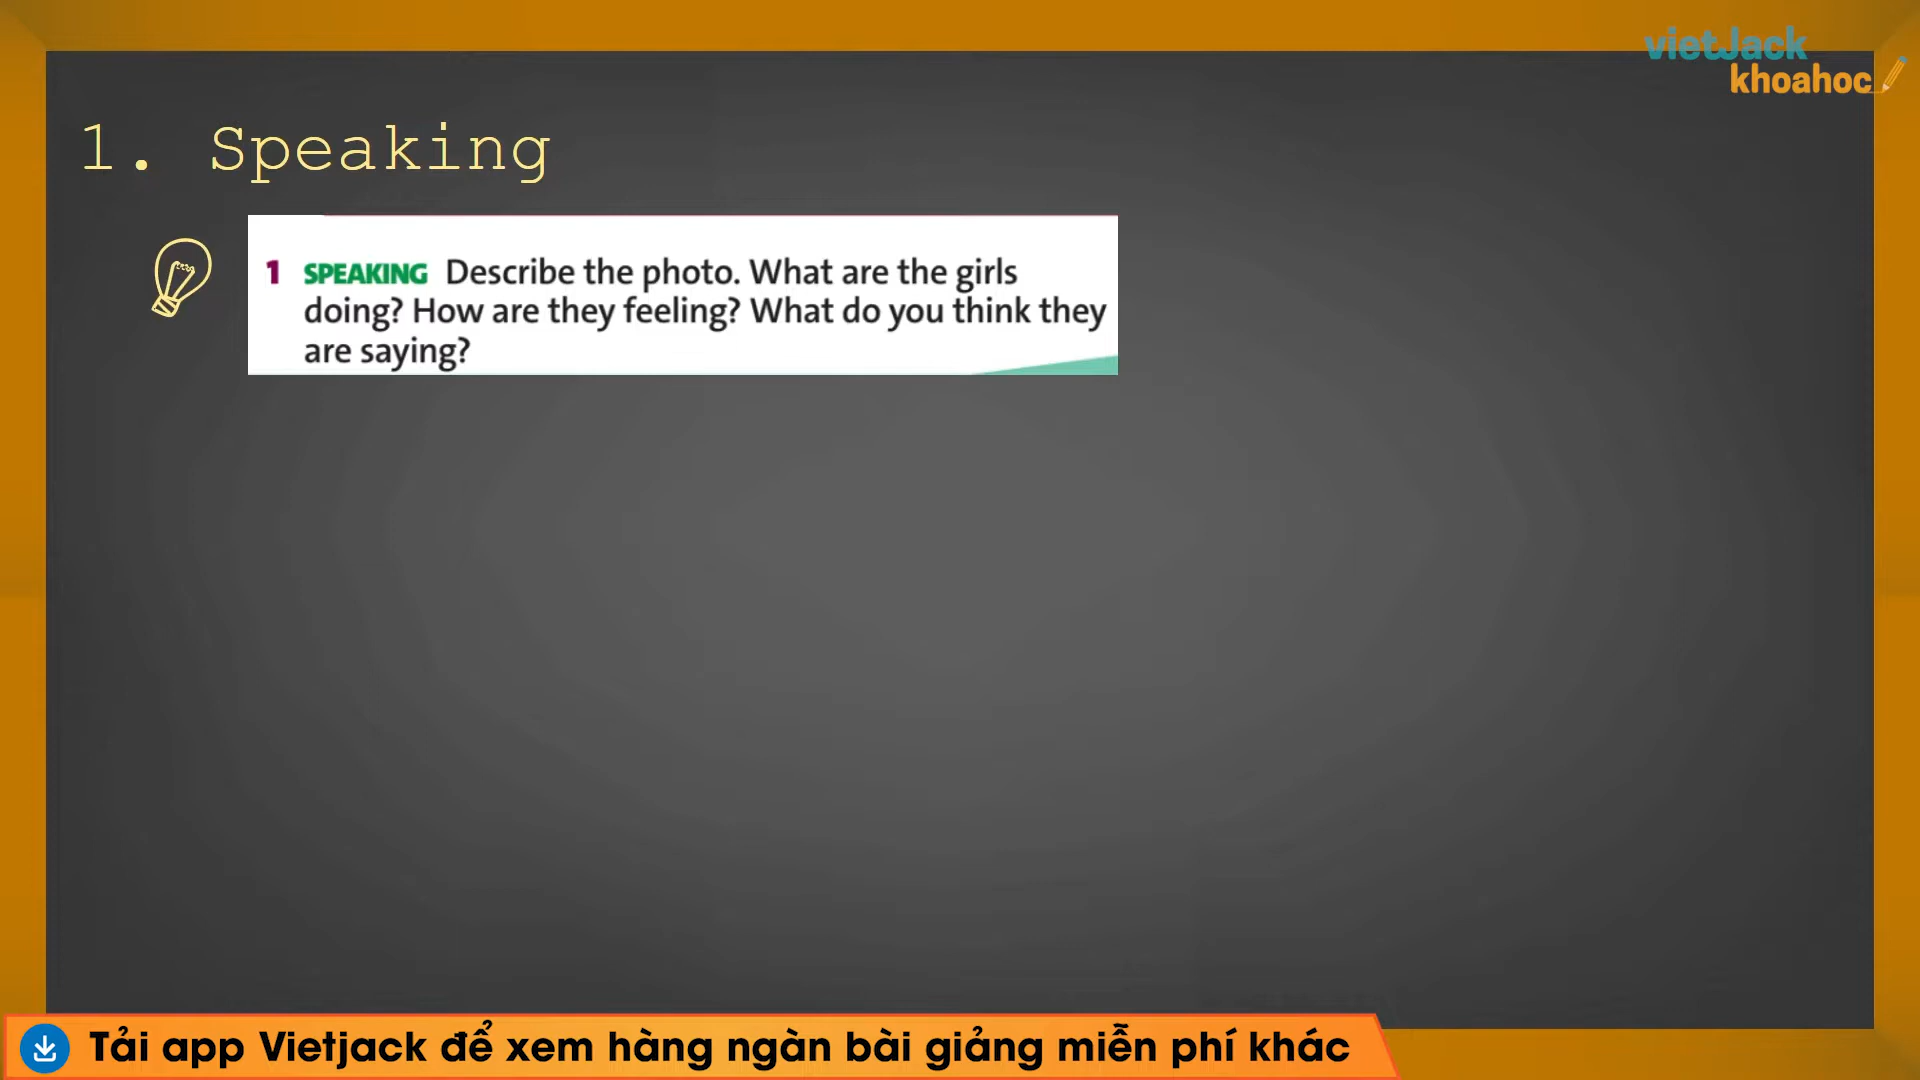 vietJack
khoahoc
1. Speaking
1 SPEAKING Describe the photo. What are the girls
doing? How are they feeling? What do you think they
are saying?
Tải app Vietjack để xem hàng ngàn bài giảng miễn phí khác